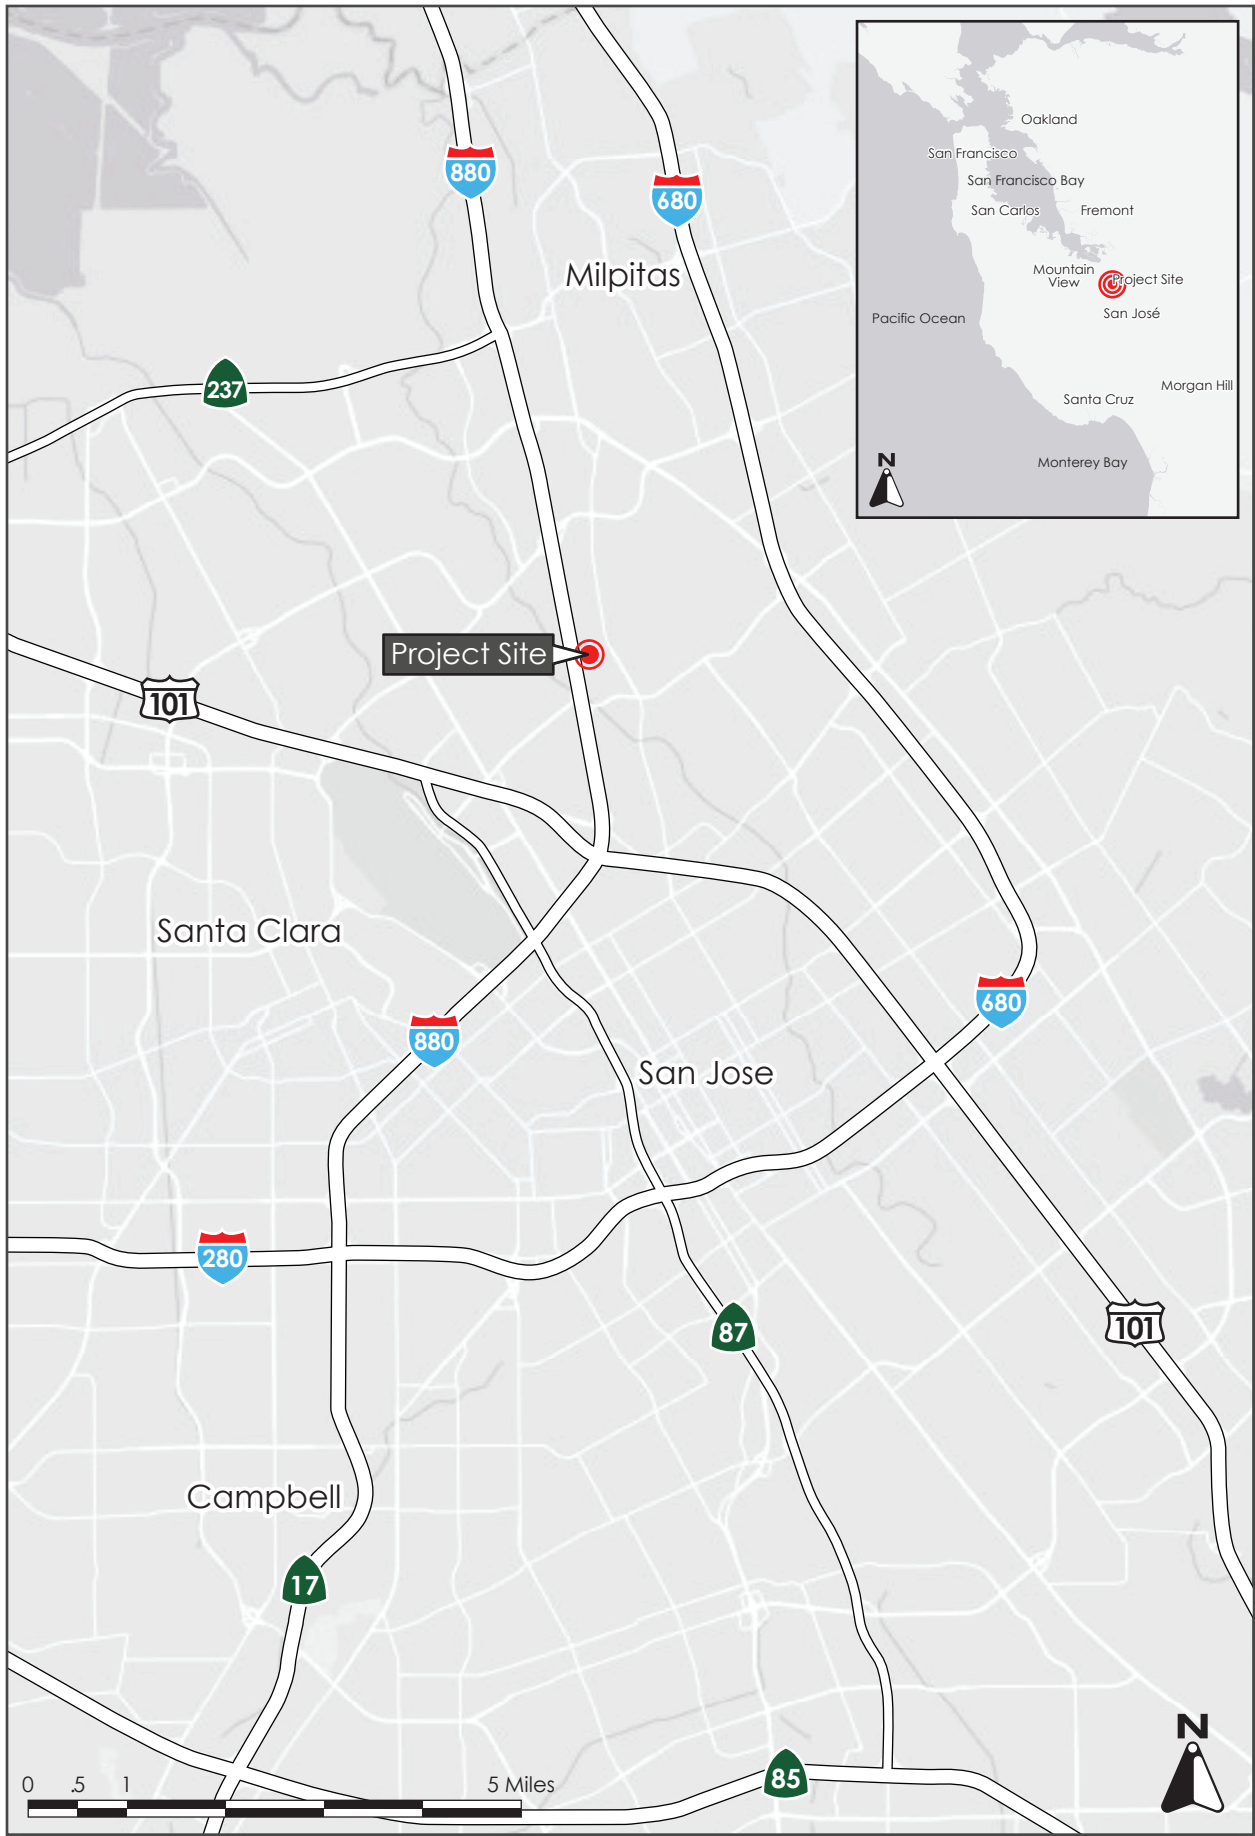 880
680
Milpitas
237
Project Site
101
Santa Clara
880
680
San Jose
280
87
101
Campbell
17
85
0 .5 1 5 Miles
N
Oakland
San Francisco
San Francisco Bay
San Carlos
Fremont
Mountain
View
Project Site
San José
Pacific Ocean
Morgan Hill
Santa Cruz
Monterey Bay
N